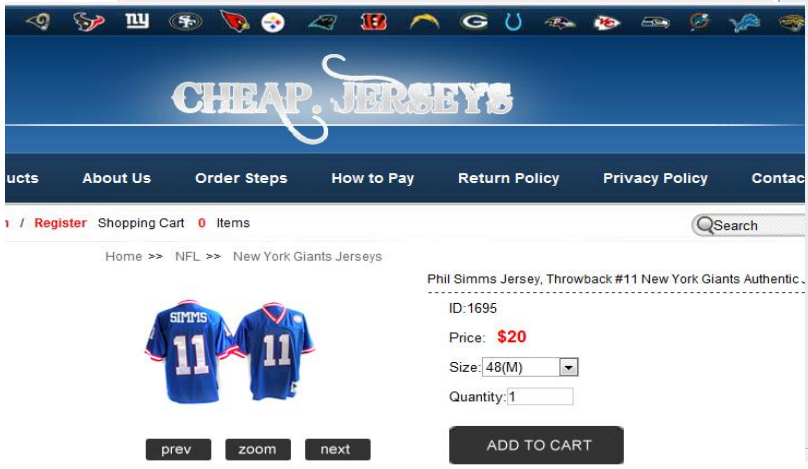 CHEAP. JERSEYS
ucts About Us Order Steps How to Pay Return Policy Privacy Policy Contac
/ Register Shopping Cart 0 Items Search
Home >> NFL >> New York Giants Jerseys
Phil Simms Jersey, Throwback #11 New York Giants Authentic J
ID:1695
Price: $20
Size: 48(M)
Quantity: 1
SIMMS
11 11
prev zoom next
ADD TO CART